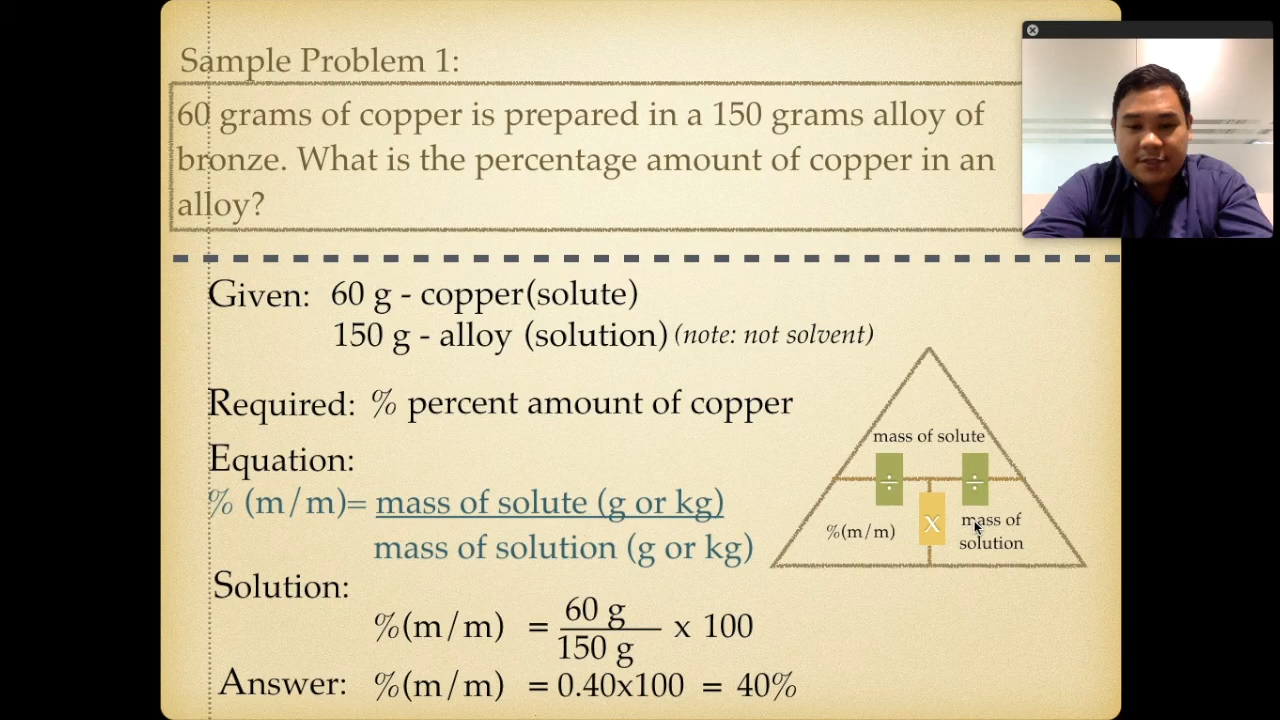 Sample Problem 1:
60 grams of copper is prepared in a 150 grams alloy of
bronze. What is the percentage amount of copper in an
alloy?
Given: 60 g - copper(solute)
150 g - alloy (solution) (note: not solvent)
Required: % percent amount of copper
Equation:
% (m/m)= mass of solute (g or kg)
mass of solution (g or kg)
mass of solute
÷ ÷
%(m/m) x mass of
solution
Solution:
%(m/m) = 60 g
150 g x 100
Answer: %(m/m) = 0.40x100 = 40%